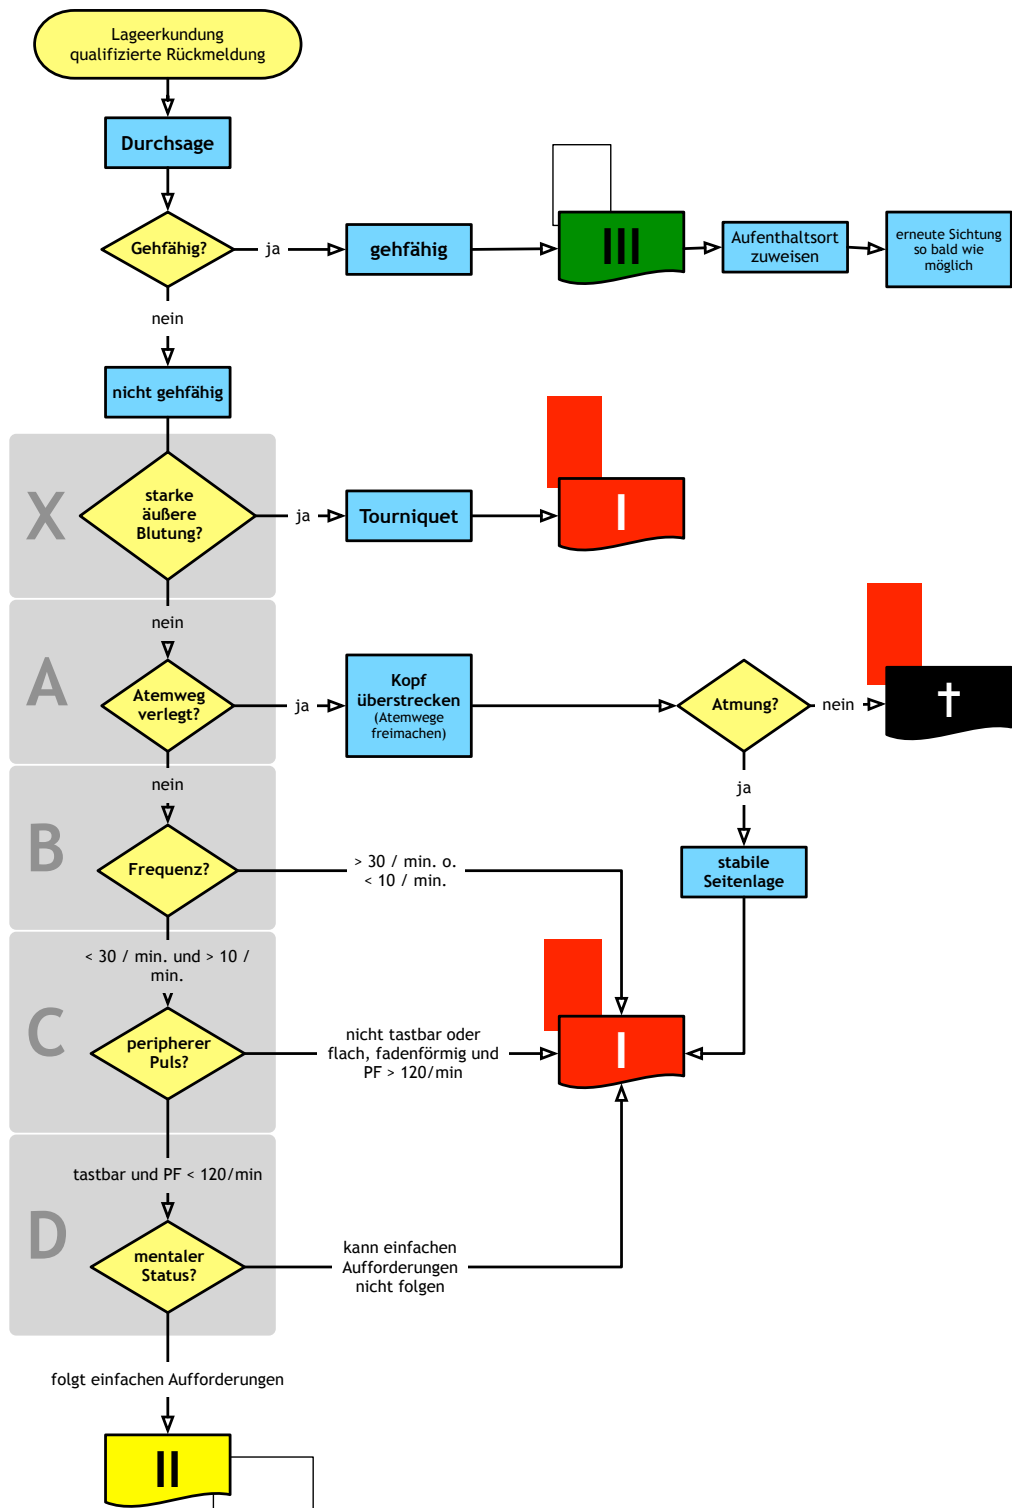 Lageerkundung
qualifizierte Rückmeldung
Durchsage
Gehfähig?
ja
gehfähig
III
Aufenthaltsort
zuweisen
erneute Sichtung
so bald wie
möglich
nein
nicht gehfähig
X
starke
äußere
Blutung?
ja
Tourniquet
I
nein
A
Atemweg
verlegt?
ja
Kopf
überstrecken
(Atemwege
freimachen)
Atmung?
nein
†
nein
ja
B
Frequenz?
> 30 / min. o.
< 10 / min.
stabile
Seitenlage
< 30 / min. und > 10 /
min.
C
peripherer
Puls?
nicht tastbar oder
flach, fadenförmig und
PF > 120/min
I
tastbar und PF < 120/min
D
mentaler
Status?
kann einfachen
Aufforderungen
nicht folgen
folgt einfachen Aufforderungen
II